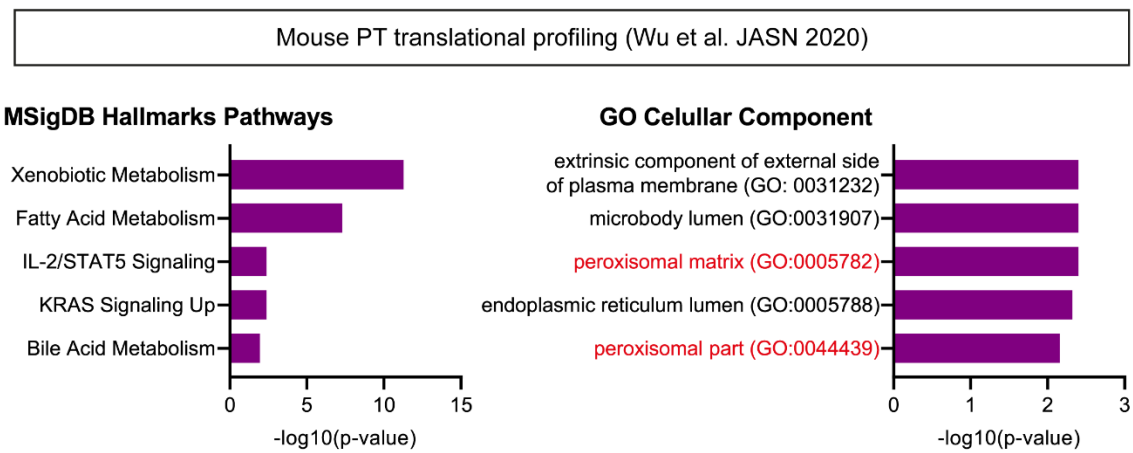 Mouse PT translational profiling (Wu et al. JASN 2020)
MSigDB Hallmarks Pathways
Xenobiotic Metabolism
Fatty Acid Metabolism
IL-2/STAT5 Signaling
KRAS Signaling Up
Bile Acid Metabolism
0 5 10 15
-log10(p-value)
GO Celullar Component
extrinsic component of external side
of plasma membrane (GO: 0031232)
microbody lumen (GO:0031907)
peroxisomal matrix (GO:0005782)
endoplasmic reticulum lumen (GO:0005788)
peroxisomal part (GO:0044439)
0 1 2 3
-log10(p-value)